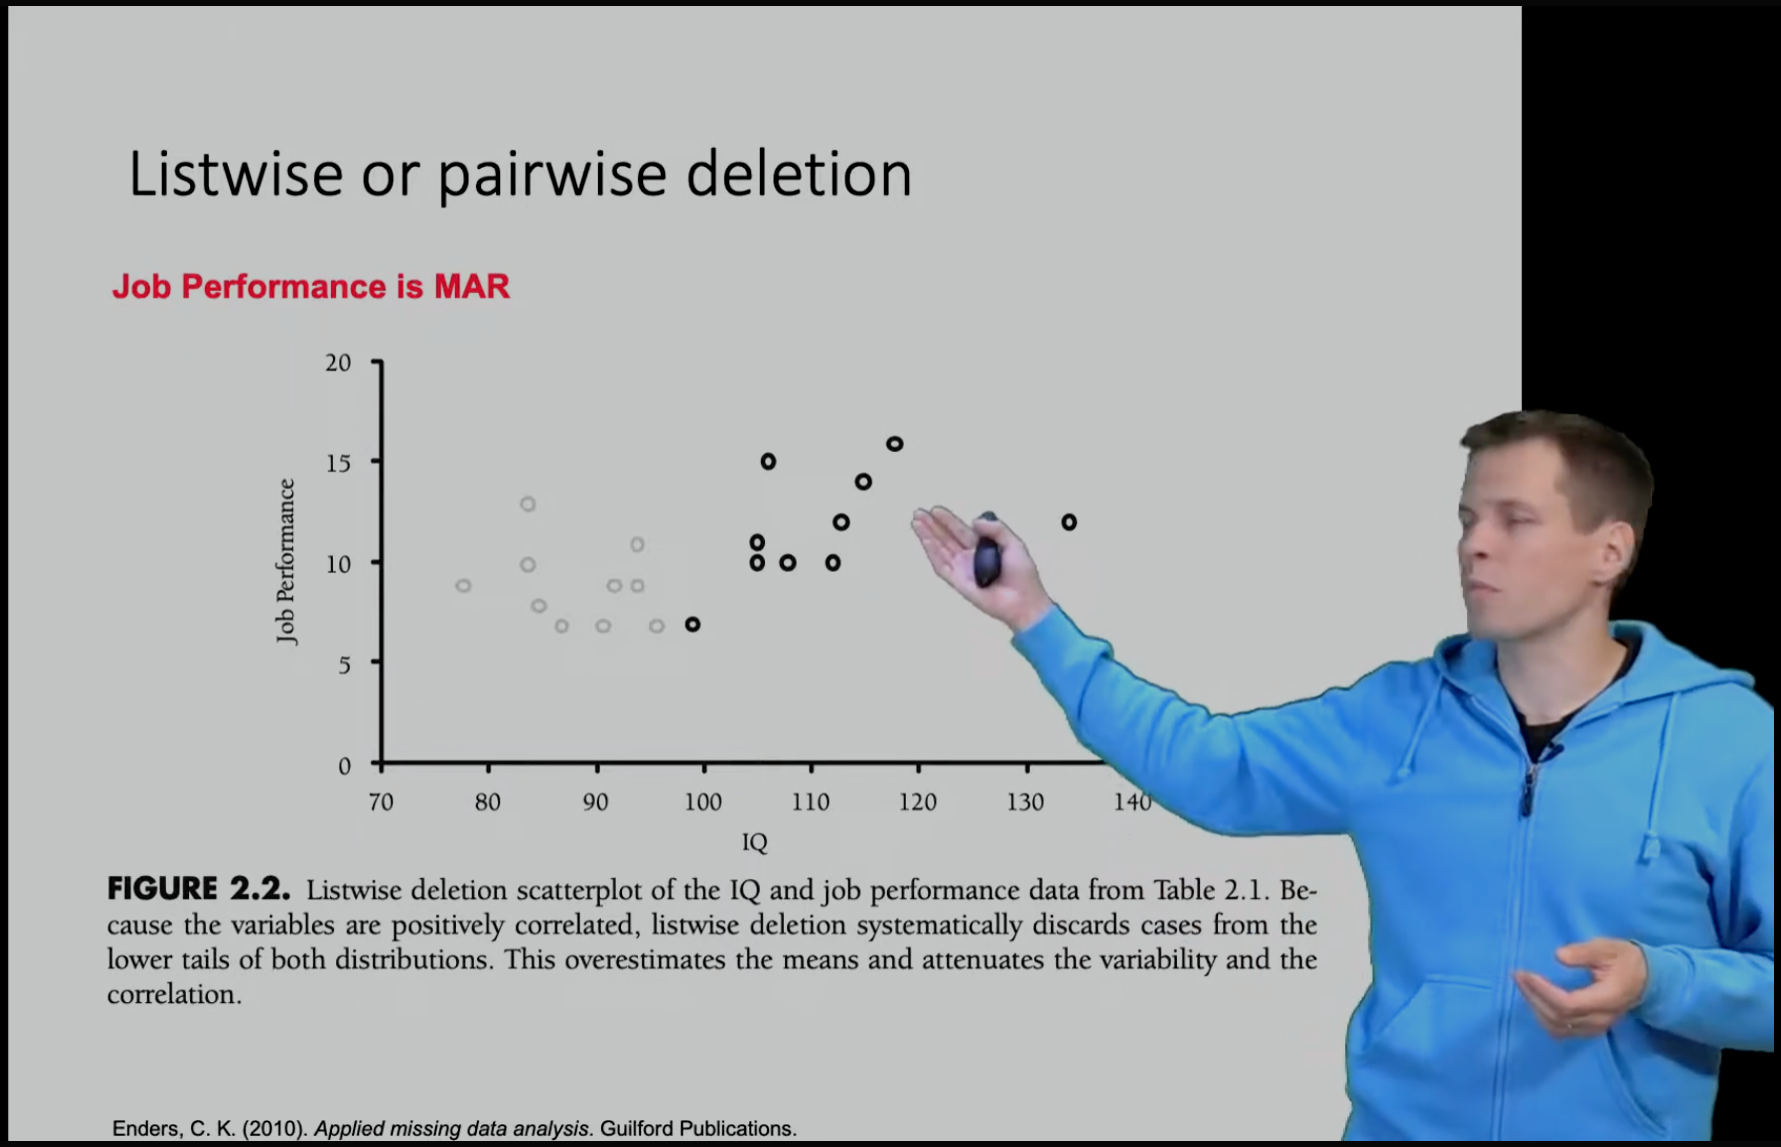 Listwise or pairwise deletion
Job Performance is MAR
20
15
10
5
0
Job Performance
70 80 90 100 110 120 130 140
IQ
FIGURE 2.2. Listwise deletion scatterplot of the IQ and job performance data from Table 2.1. Be-
cause the variables are positively correlated, listwise deletion systematically discards cases from the
lower tails of both distributions. This overestimates the means and attenuates the variability and the
correlation.
Enders, C. K. (2010). Applied missing data analysis. Guilford Publications.